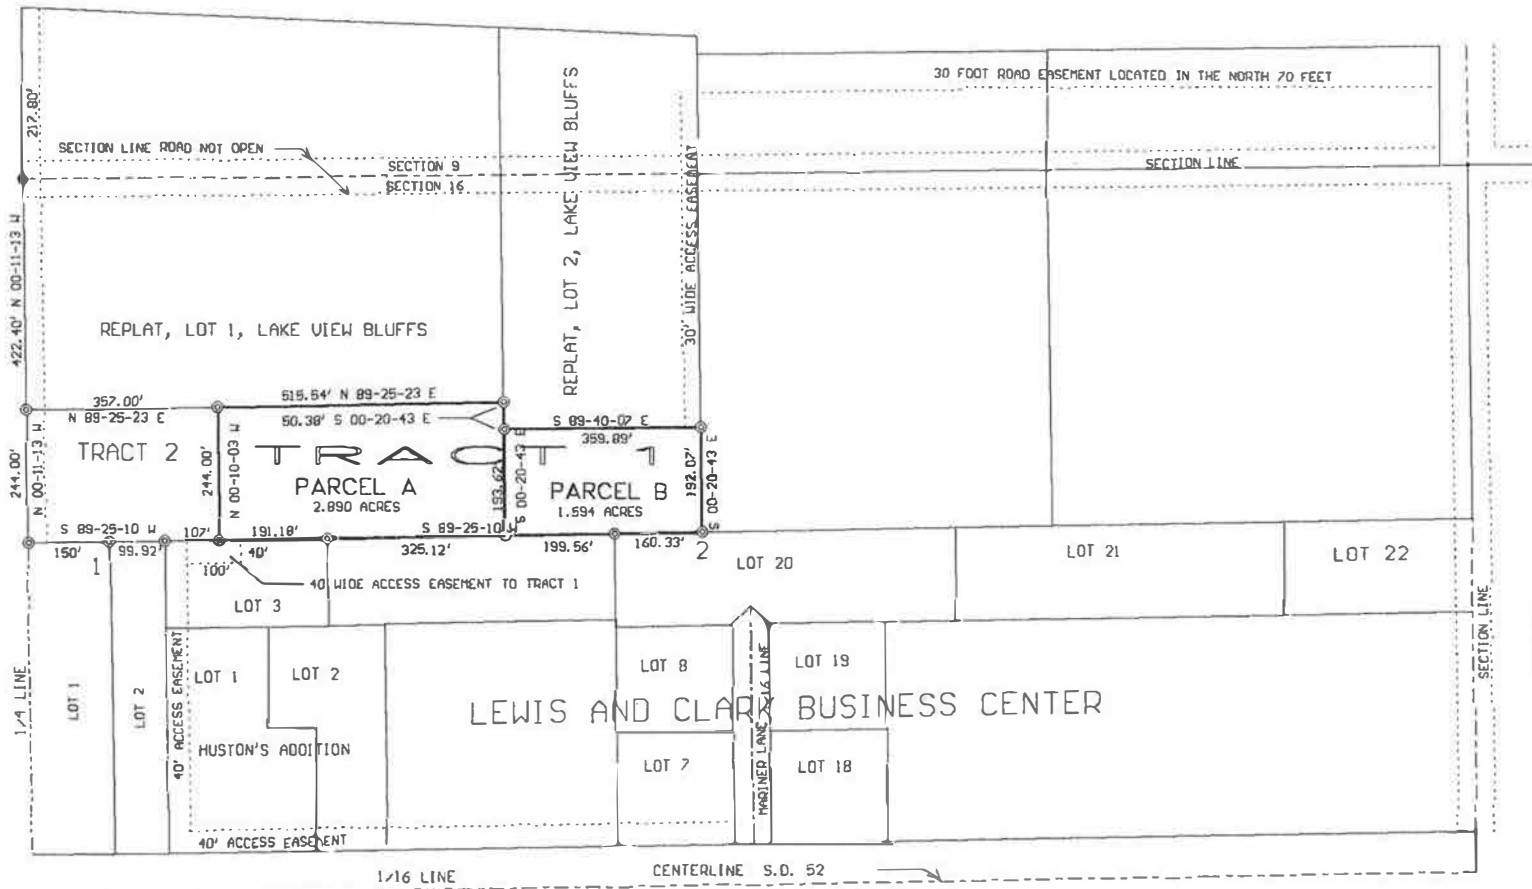 30 FOOT ROAD EASEMENT LOCATED IN THE NORTH 70 FEET
217.80'
SECTION LINE ROAD NOT OPEN
SECTION 9
SECTION LINE
SECTION 16
REPLAT, LOT 2, LAKE VIEW BLUFFS
30' WIDE ACCESS EASEMENT
422.40' N 00-11-13 W
REPLAT, LOT 1, LAKE VIEW BLUFFS
357.00'
N 89-25-23 E
515.54' N 89-25-23 E
50.38' S 00-20-43 E
S 89-40-07 E
359.89'
TRACT 2
TRACT 1
244.00'
N 00-11-13 W
244.00'
N 00-10-03 W
PARCEL A
2.890 ACRES
193.62'
S 00-20-43 E
PARCEL B
1.594 ACRES
192.07'
S 00-20-43 E
S 89-25-10 W
107'
191.18'
S 89-25-10 W
150'
99.92'
40'
325.12'
199.56'
160.33'
1
2
100'
40 WIDE ACCESS EASEMENT TO TRACT 1
LOT 20
LOT 21
LOT 22
LOT 3
1/4 LINE
LOT 1
LOT 2
40' ACCESS EASEMENT
LOT 1
LOT 2
LOT 8
MARINER LANE
1/16 LINE
LOT 19
SECTION LINE
LEWIS AND CLARK BUSINESS CENTER
HUSTON'S ADDITION
LOT 7
LOT 18
40' ACCESS EASEMENT
1/16 LINE
CENTERLINE S.D. 52